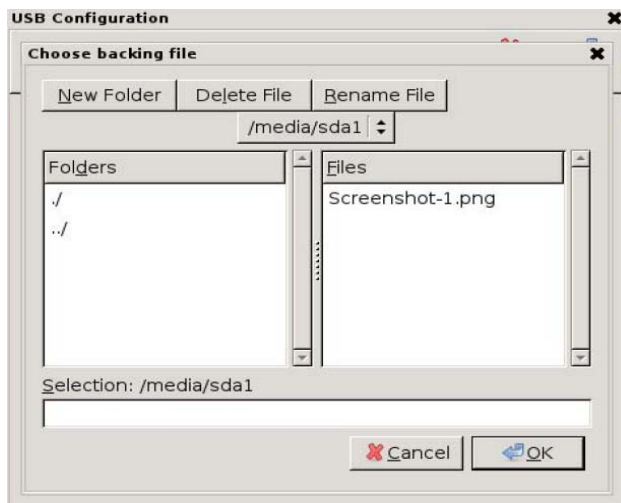 USB Configuration
Choose backing file
New Folder Delete File Rename File
/media/sda1
Folders Files
./ Screenshot-1.png
../
Selection: /media/sda1
Cancel OK